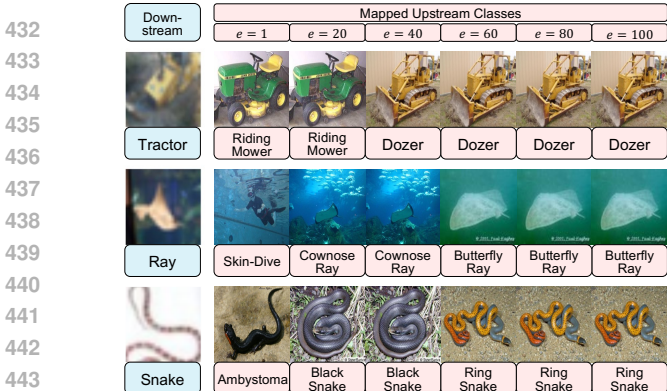 432
433
434
435
436
437
438
439
440
441
442
443
Down-
stream
Mapped Upstream Classes
e = 1
e = 20
e = 40
e = 60
e = 80
e = 100
Tractor
Riding
Mower
Riding
Mower
Dozer
Dozer
Dozer
Dozer
Ray
Skin-Dive
Cownose
Ray
Cownose
Ray
Butterfly
Ray
Butterfly
Ray
Butterfly
Ray
Snake
Ambystoma
Black
Snake
Black
Snake
Ring
Snake
Ring
Snake
Ring
Snake